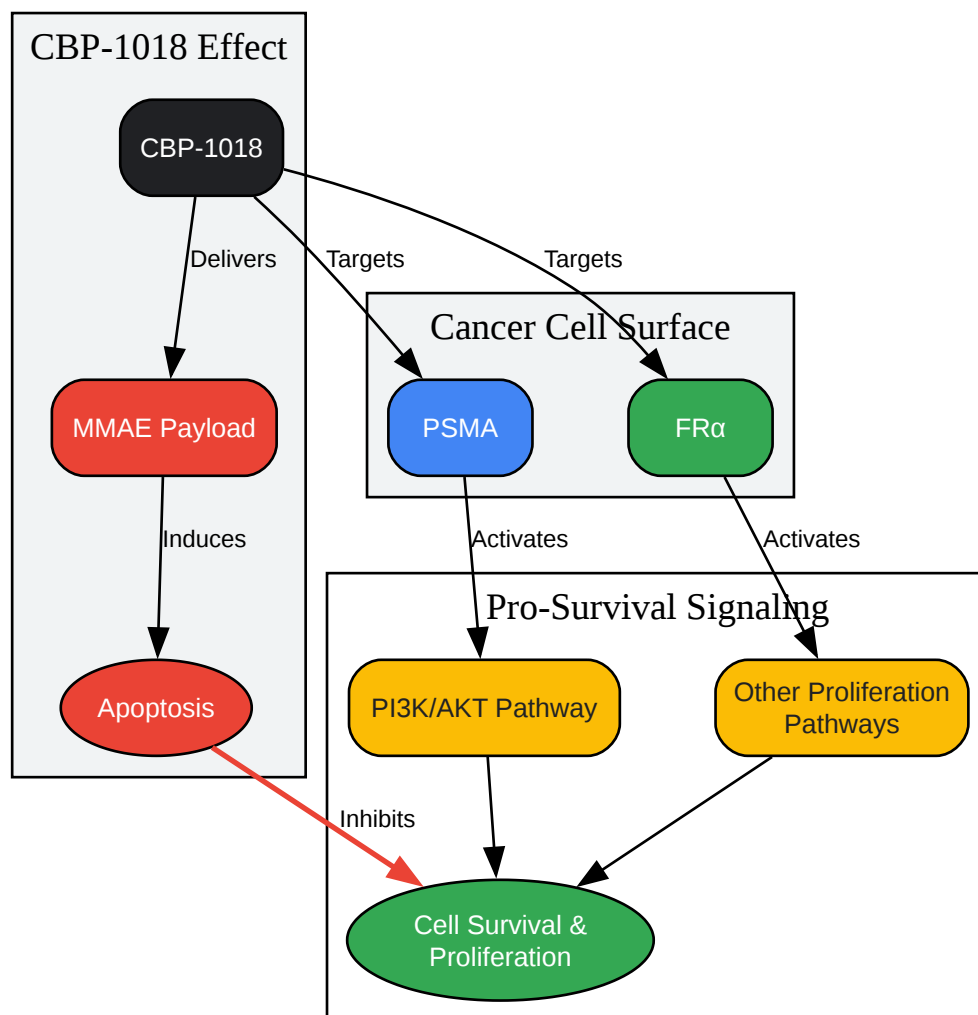 CBP-1018 Effect
CBP-1018
Delivers
Targets
Targets
Cancer Cell Surface
MMAE Payload
PSMA
FRα
Induces
Activates
Activates
Pro-Survival Signaling
Apoptosis
PI3K/AKT Pathway
Other Proliferation
Pathways
Inhibits
Cell Survival &
Proliferation